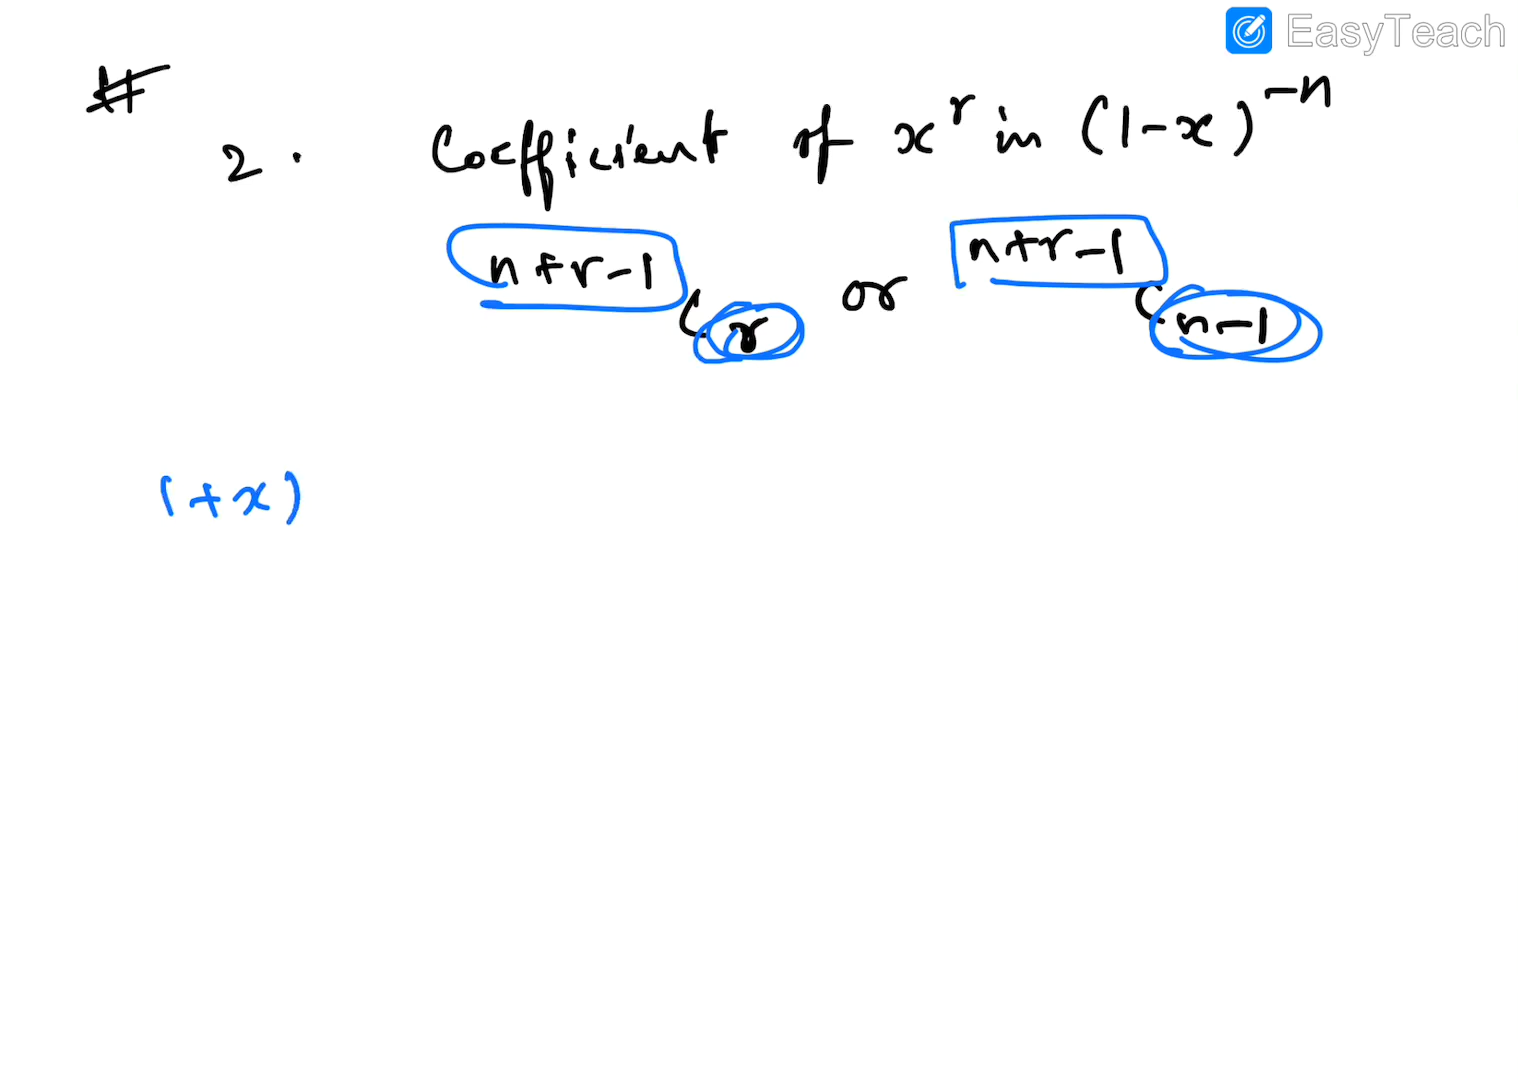 EasyTeach
#
2. Coefficient of x^r in (1-x)^-n
n+r-1 C r or n+r-1 C n-1
(+x)